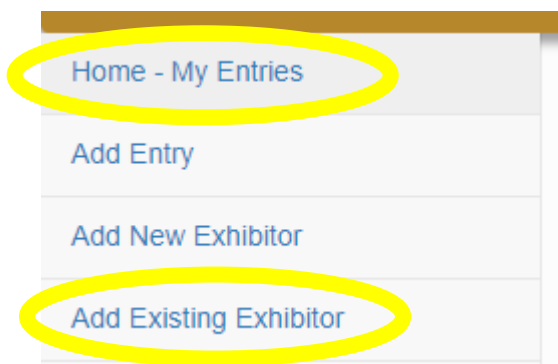 Home - My Entries
Add Entry
Add New Exhibitor
Add Existing Exhibitor